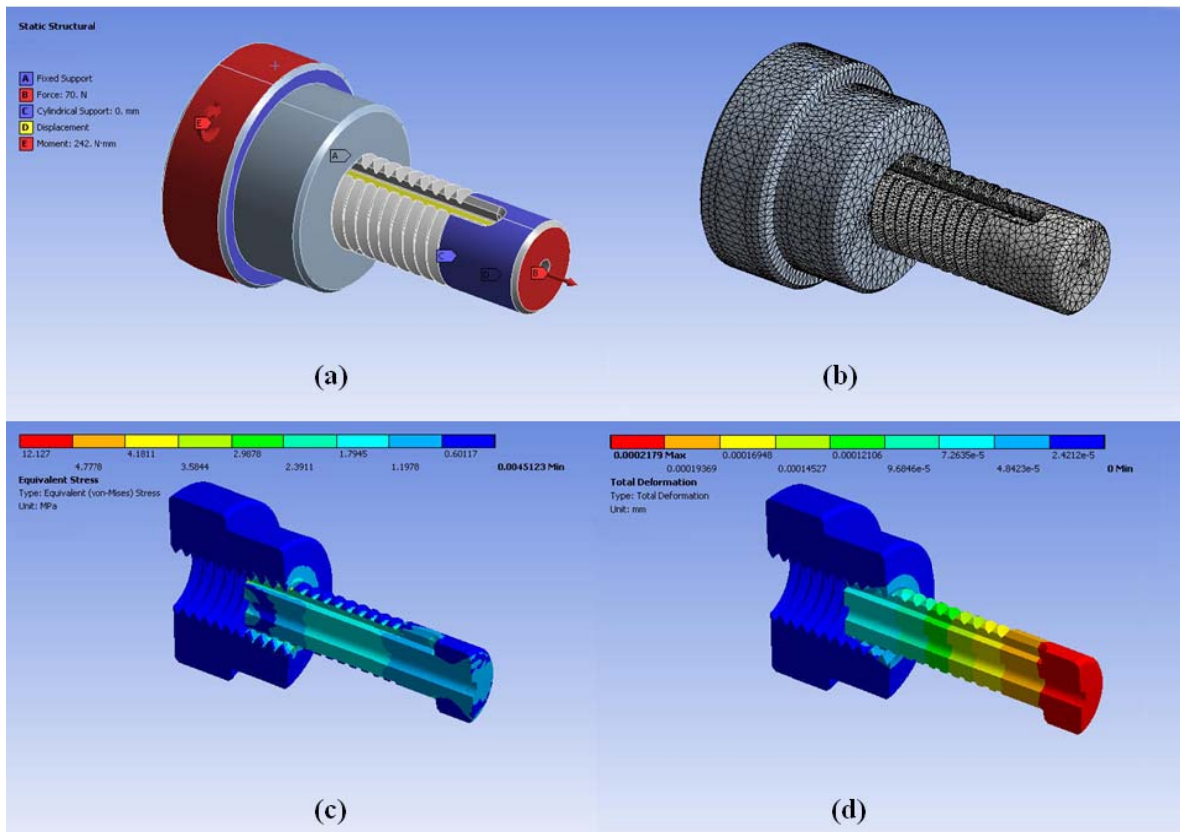 Static Structural
A Fixed Support
B Force: 70. N
C Cylindrical Support: 0. mm
D Displacement
E Moment: 242. N·mm
E
A
C
D
B
(a)
(b)
12.127 4.1811 2.9878 1.7945 0.60117
4.7778 3.5844 2.3911 1.1978 0.0045123 Min
Equivalent Stress
Type: Equivalent (von-Mises) Stress
Unit: MPa
(c)
0.0002179 Max 0.00016948 0.00012106 7.2635e-5 2.4212e-5
0.00019369 0.00014527 9.6846e-5 4.8423e-5 0 Min
Total Deformation
Type: Total Deformation
Unit: mm
(d)